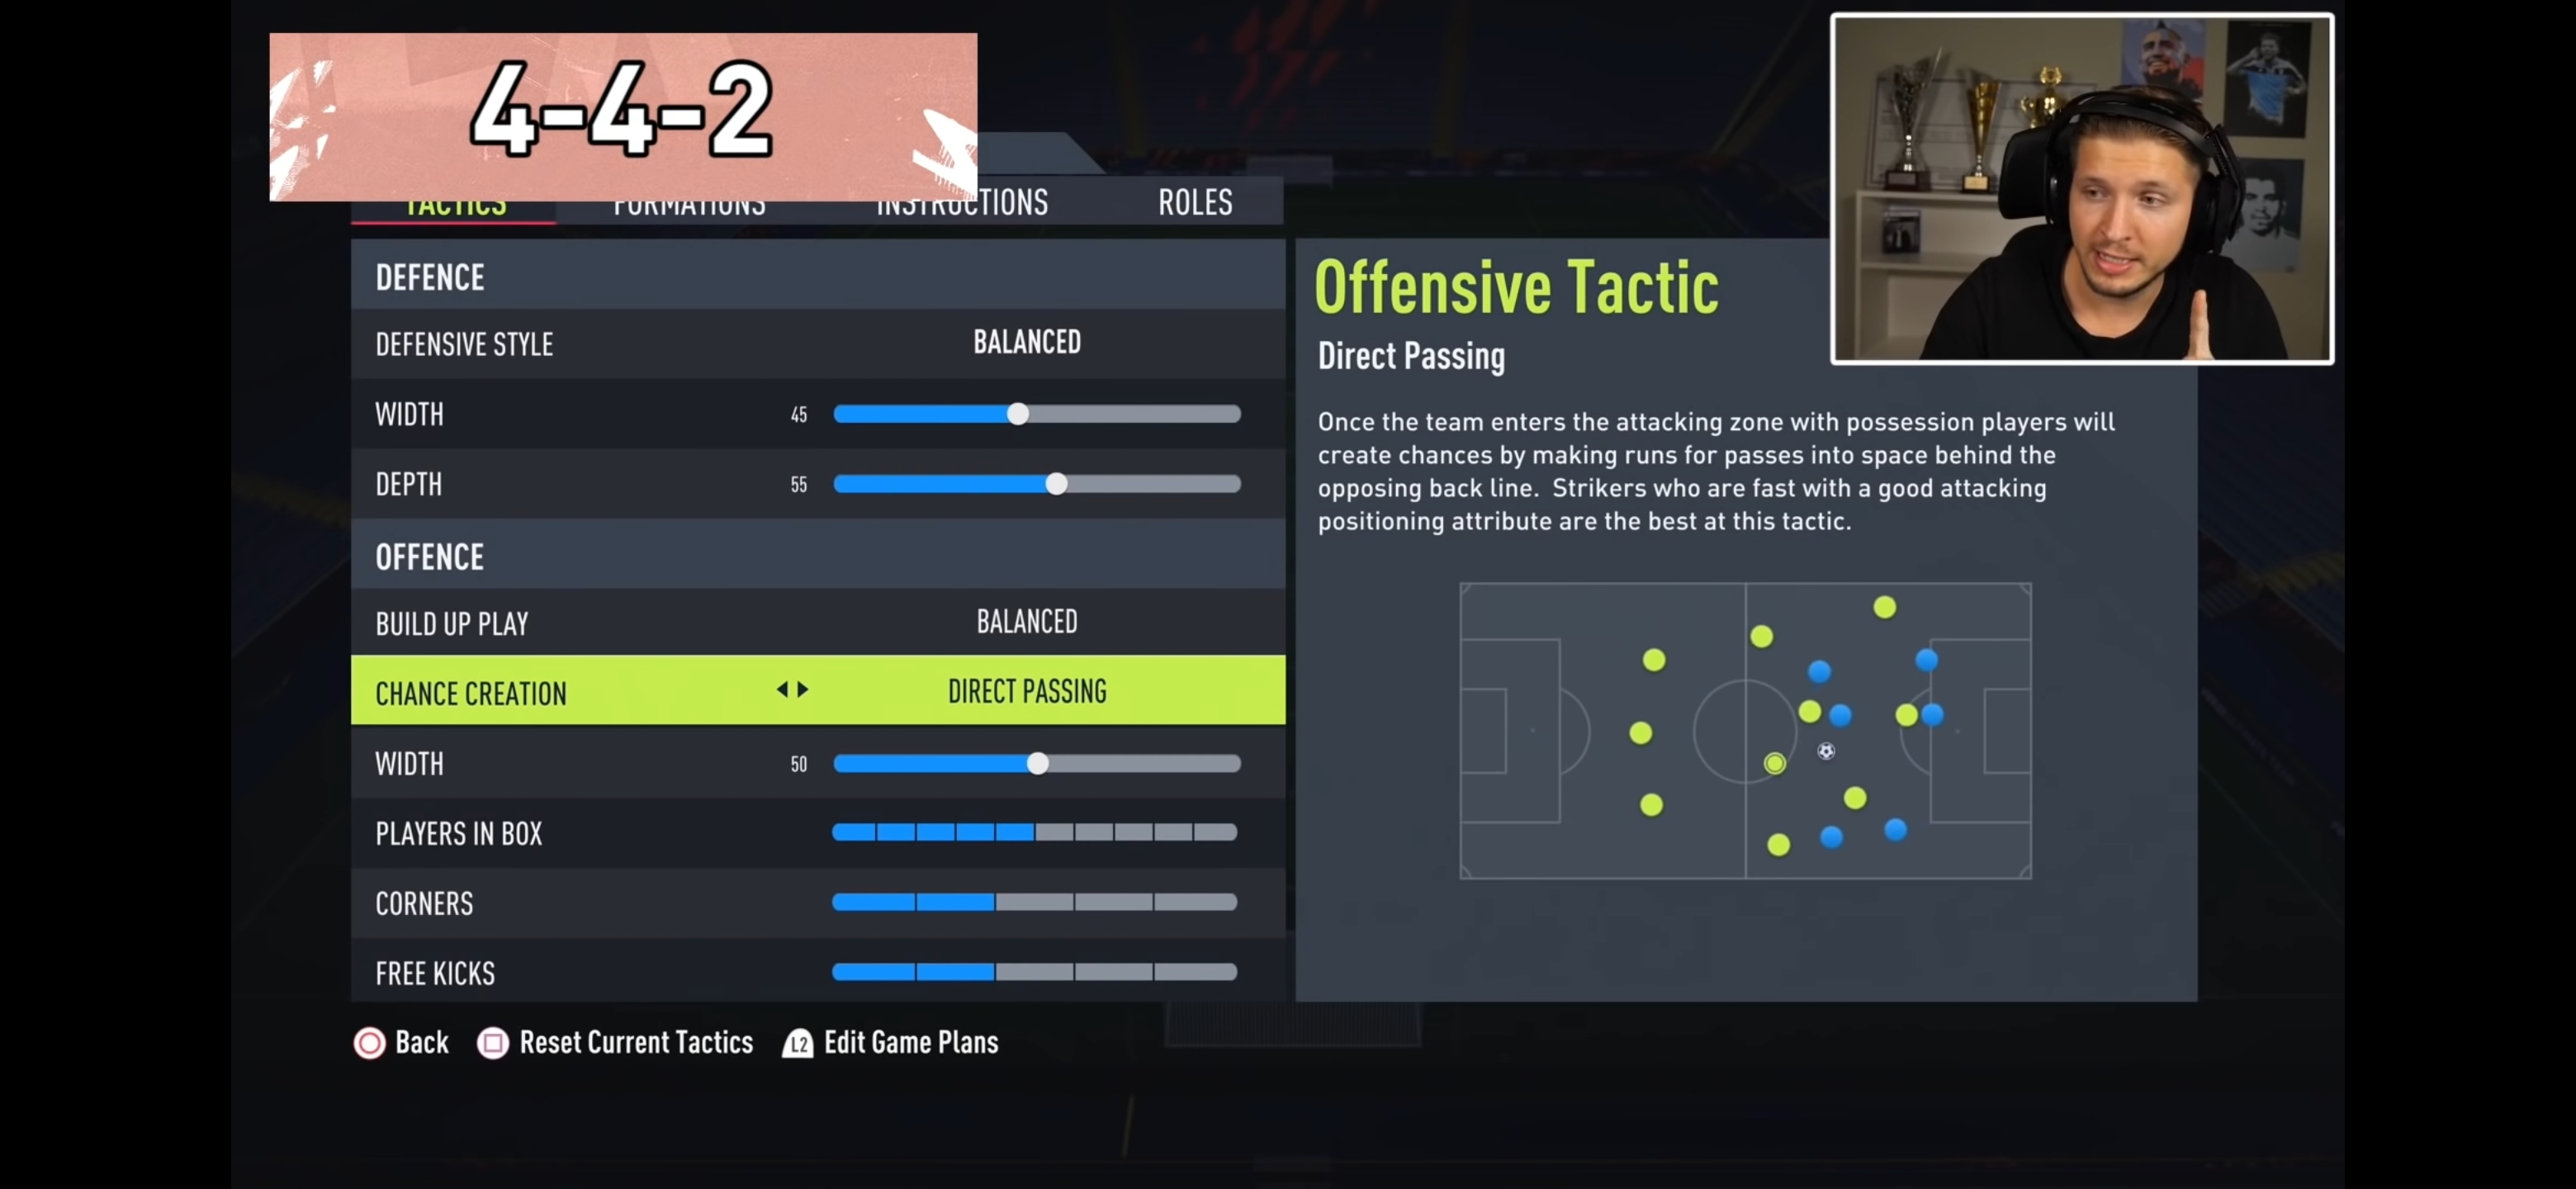 4-4-2
TACTICS FORMATIONS INSTRUCTIONS ROLES
DEFENCE
DEFENSIVE STYLE BALANCED
WIDTH 45
DEPTH 55
OFFENCE
BUILD UP PLAY BALANCED
CHANCE CREATION DIRECT PASSING
WIDTH 50
PLAYERS IN BOX
CORNERS
FREE KICKS
Offensive Tactic
Direct Passing
Once the team enters the attacking zone with possession players will
create chances by making runs for passes into space behind the
opposing back line. Strikers who are fast with a good attacking
positioning attribute are the best at this tactic.
Back Reset Current Tactics L2 Edit Game Plans